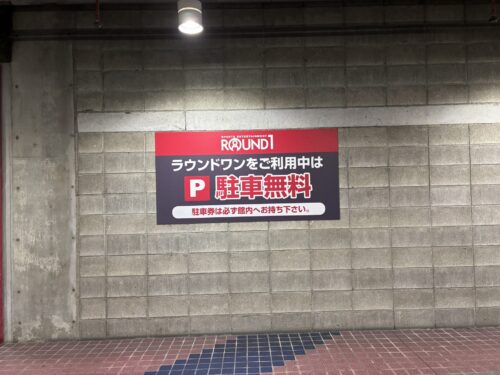 SPORTS ENTERTAINMENT
ROUND1
ラウンドワンをご利用中は
P 駐車無料
駐車券は必ず館内へお持ち下さい。